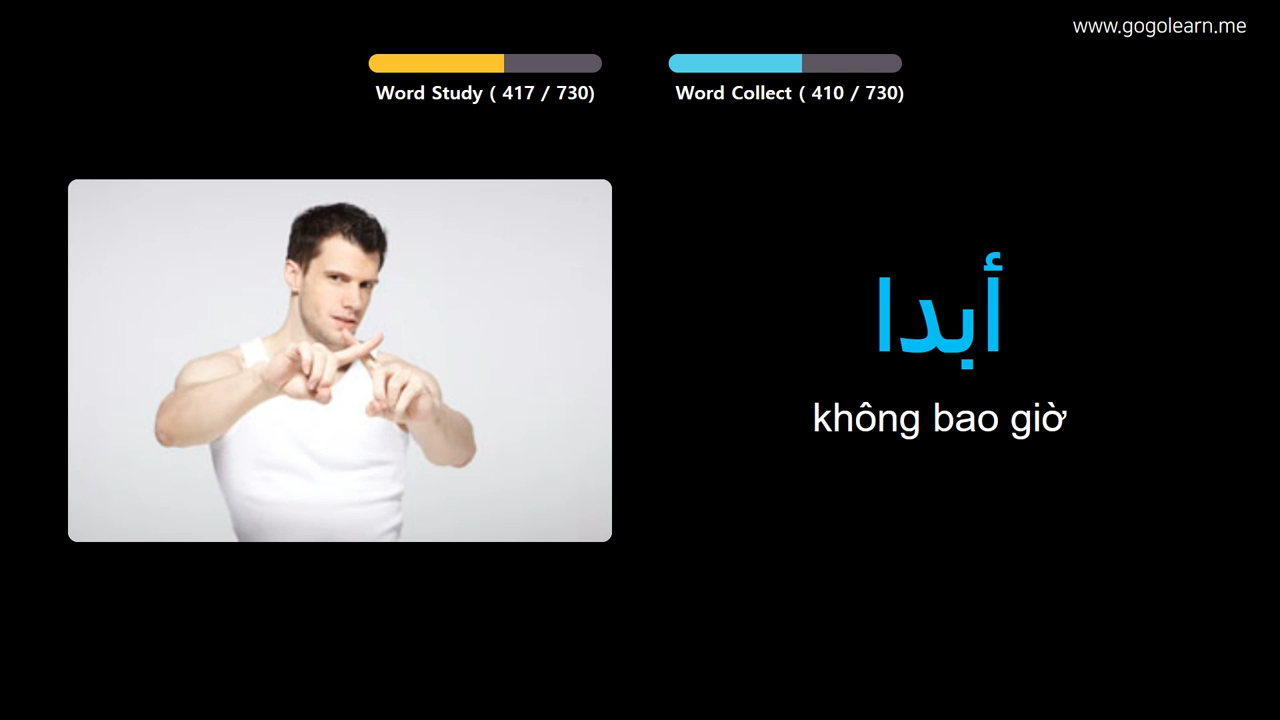 www.gogolearn.me
Word Study ( 417 / 730)
Word Collect ( 410 / 730)
أبدا
không bao giờ